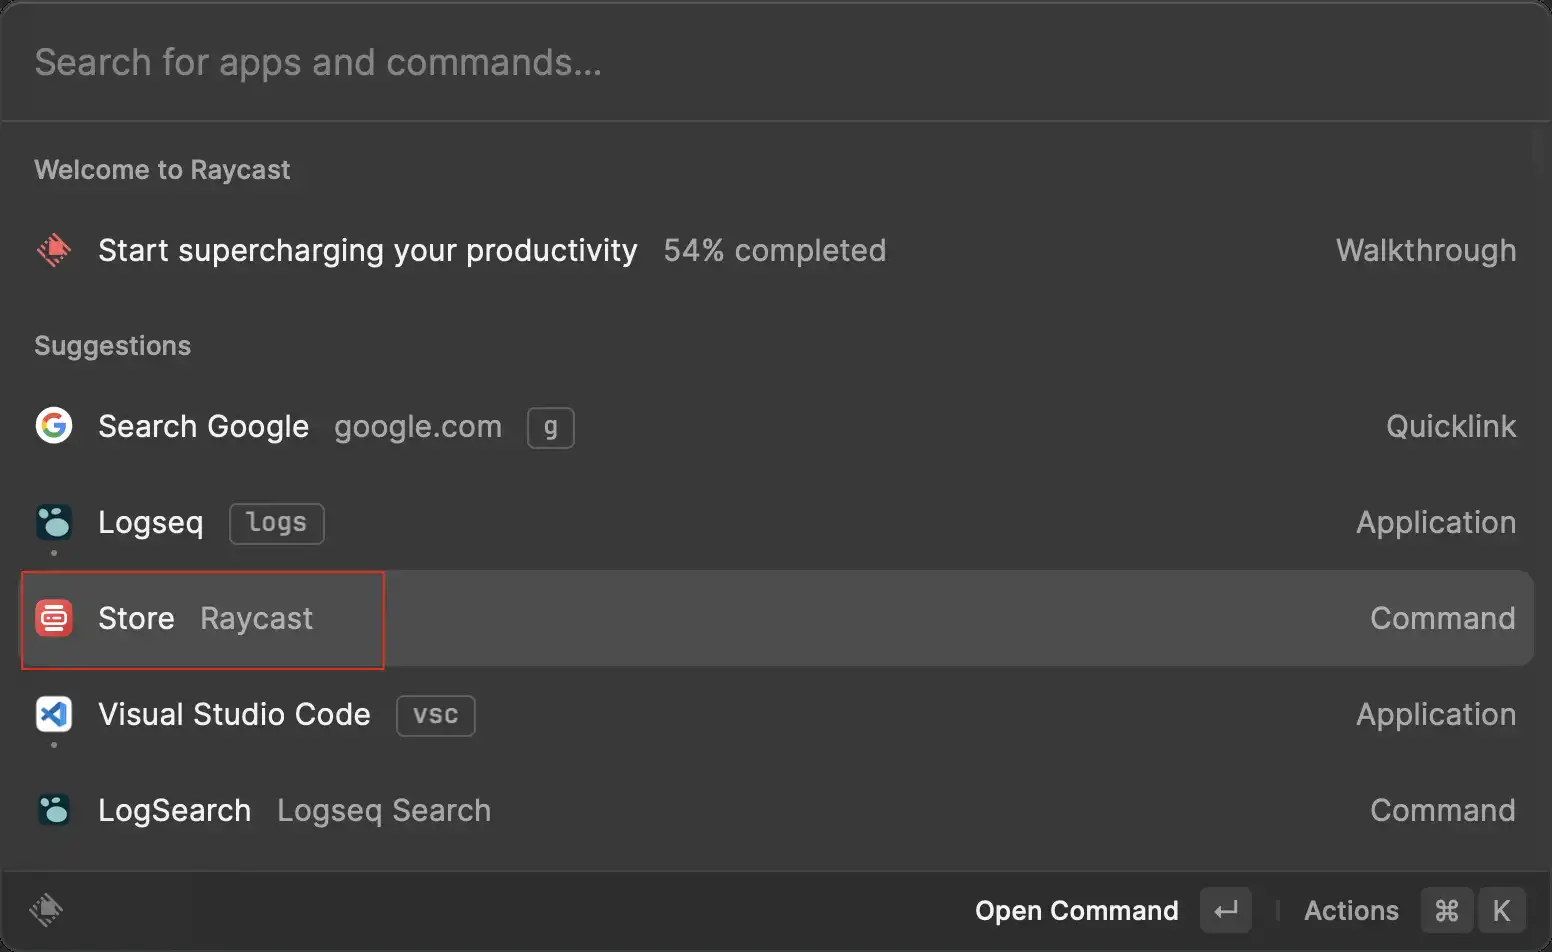 Search for apps and commands...
Welcome to Raycast
Start supercharging your productivity 54% completed Walkthrough
Suggestions
Search Google google.com g Quicklink
Logseq logs Application
Store Raycast Command
Visual Studio Code vsc Application
LogSearch Logseq Search Command
Open Command ↵ Actions ⌘ K